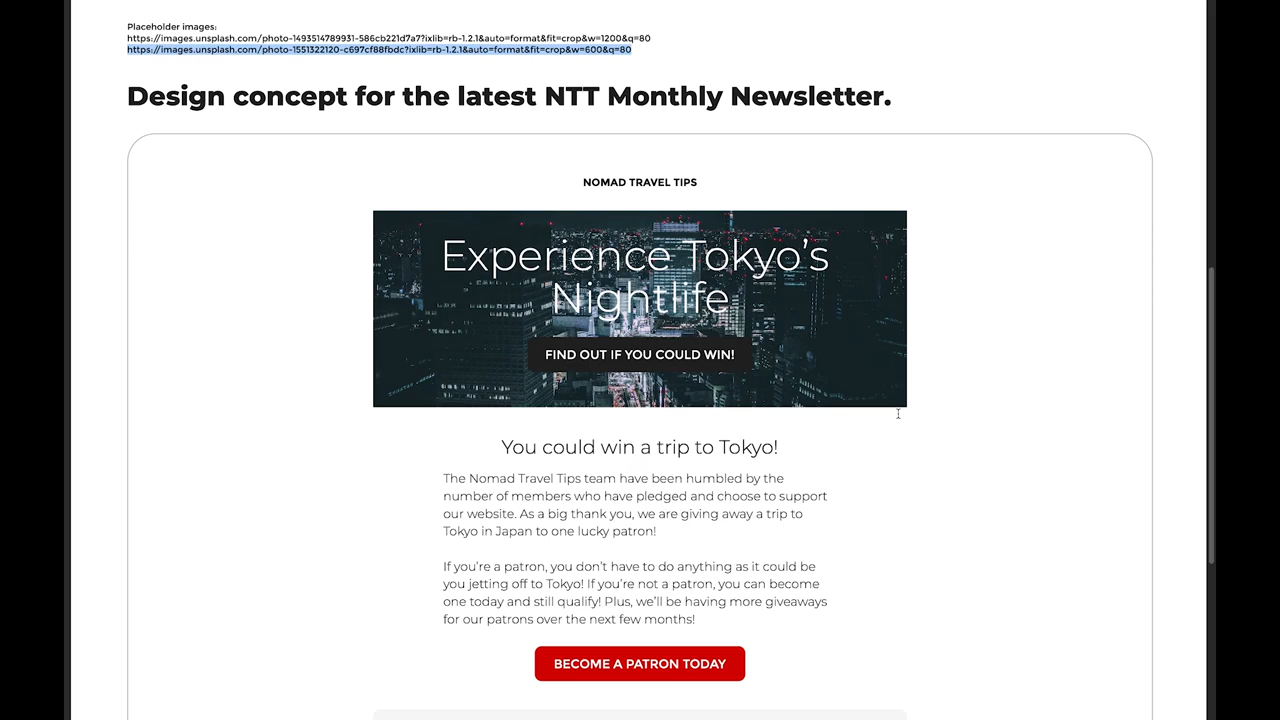 Placeholder images:
https://images.unsplash.com/photo-1493514789931-586cb221d7a7?ixlib=rb-1.2.1&auto=format&fit=crop&w=1200&q=80
https://images.unsplash.com/photo-1551322120-c697cf88fbdc?ixlib=rb-1.2.1&auto=format&fit=crop&w=600&q=80
Design concept for the latest NTT Monthly Newsletter.
NOMAD TRAVEL TIPS
Experience Tokyo's
Nightlife
FIND OUT IF YOU COULD WIN!
You could win a trip to Tokyo!
The Nomad Travel Tips team have been humbled by the
number of members who have pledged and choose to support
our website. As a big thank you, we are giving away a trip to
Tokyo in Japan to one lucky patron!
If you're a patron, you don't have to do anything as it could be
you jetting off to Tokyo! If you're not a patron, you can become
one today and still qualify! Plus, we'll be having more giveaways
for our patrons over the next few months!
BECOME A PATRON TODAY